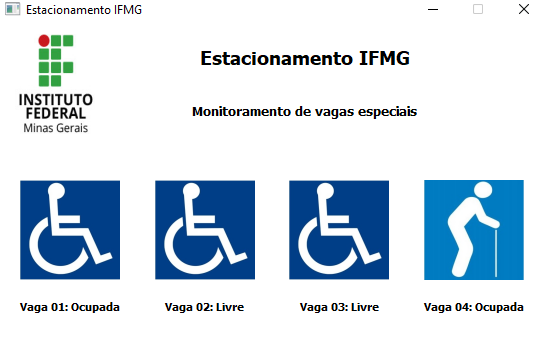 Estacionamento IFMG
Estacionamento IFMG
INSTITUTO
FEDERAL
Minas Gerais
Monitoramento de vagas especiais
Vaga 01: Ocupada
Vaga 02: Livre
Vaga 03: Livre
Vaga 04: Ocupada